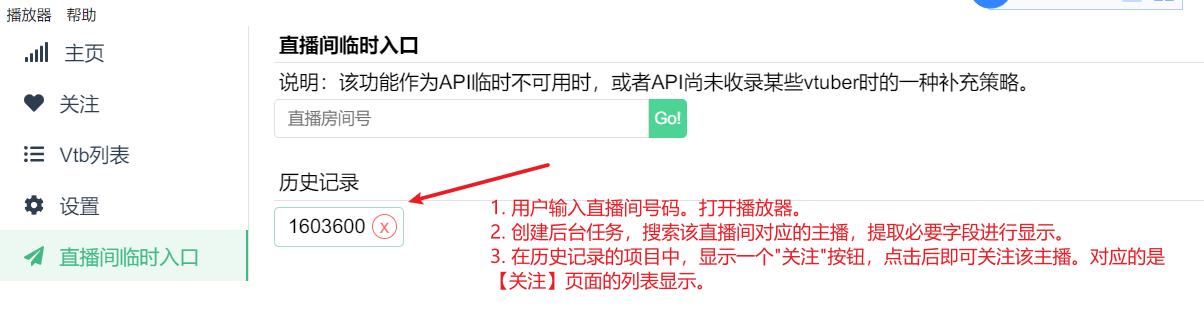 播放器 帮助
主页
关注
Vtb列表
设置
直播间临时入口
直播间临时入口
说明：该功能作为API临时不可用时，或者API尚未收录某些vtuber时的一种补充策略。
直播房间号 Go!
历史记录
1603600 x
1. 用户输入直播间号码。打开播放器。
2. 创建后台任务，搜索该直播间对应的主播，提取必要字段进行显示。
3. 在历史记录的项目中，显示一个"关注"按钮，点击后即可关注该主播。对应的是
【关注】页面的列表显示。